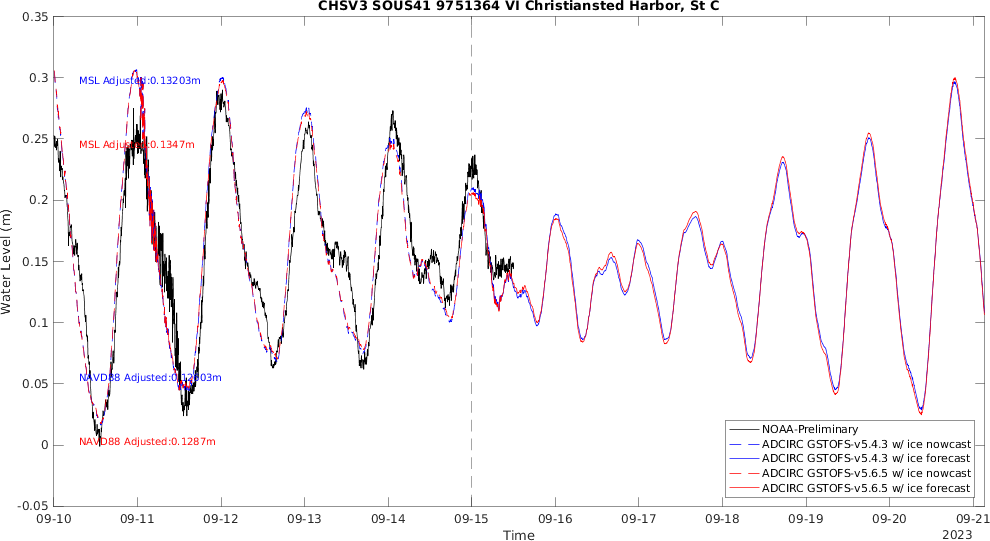 CHSV3 SOUS41 9751364 VI Christiansted Harbor, St C
0.35
0.3
0.25
0.2
0.15
0.1
0.05
0
-0.05
Water Level (m)
MSL Adjusted:0.13203m
MSL Adjusted:0.1347m
NAVD88 Adjusted:0.12603m
NAVD88 Adjusted:0.1287m
NOAA-Preliminary
ADCIRC GSTOFS-v5.4.3 w/ ice nowcast
ADCIRC GSTOFS-v5.4.3 w/ ice forecast
ADCIRC GSTOFS-v5.6.5 w/ ice nowcast
ADCIRC GSTOFS-v5.6.5 w/ ice forecast
09-10 09-11 09-12 09-13 09-14 09-15 09-16 09-17 09-18 09-19 09-20 09-21
Time
2023